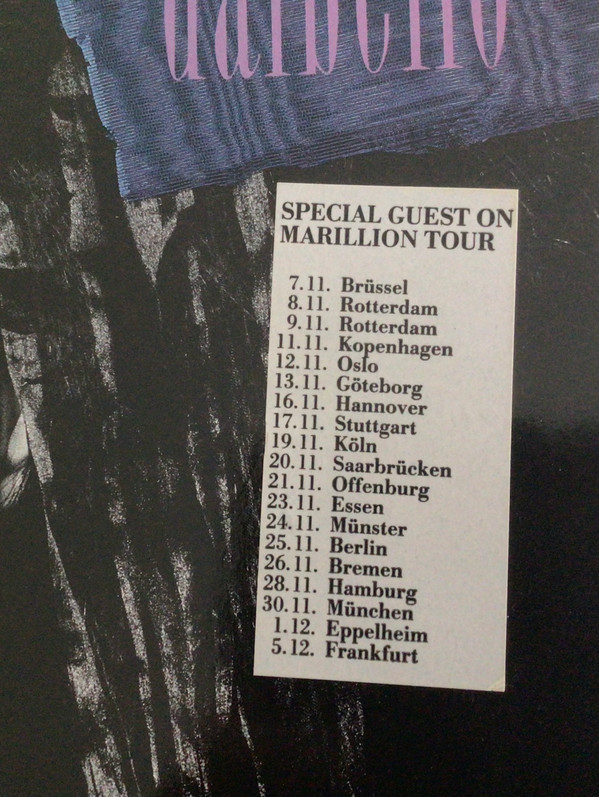 dalbello
SPECIAL GUEST ON
MARILLION TOUR
7.11. Brüssel
8.11. Rotterdam
9.11. Rotterdam
11.11. Kopenhagen
12.11. Oslo
13.11. Göteborg
16.11. Hannover
17.11. Stuttgart
19.11. Köln
20.11. Saarbrücken
21.11. Offenburg
23.11. Essen
24.11. Münster
25.11. Berlin
26.11. Bremen
28.11. Hamburg
30.11. München
1.12. Eppelheim
5.12. Frankfurt